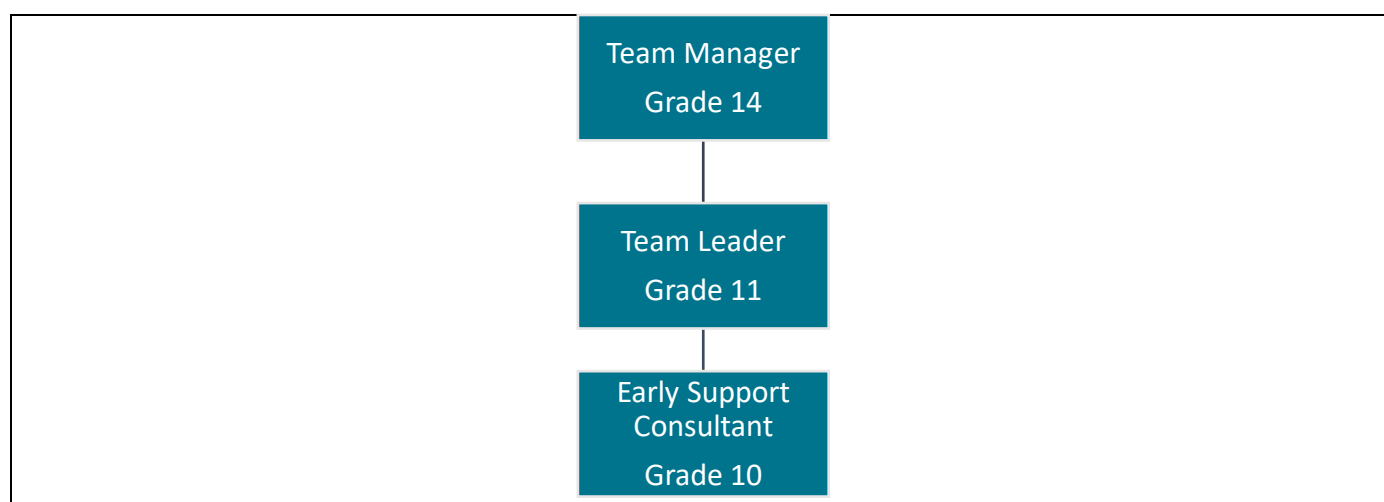 Team Manager
Grade 14
Team Leader
Grade 11
Early Support
Consultant
Grade 10